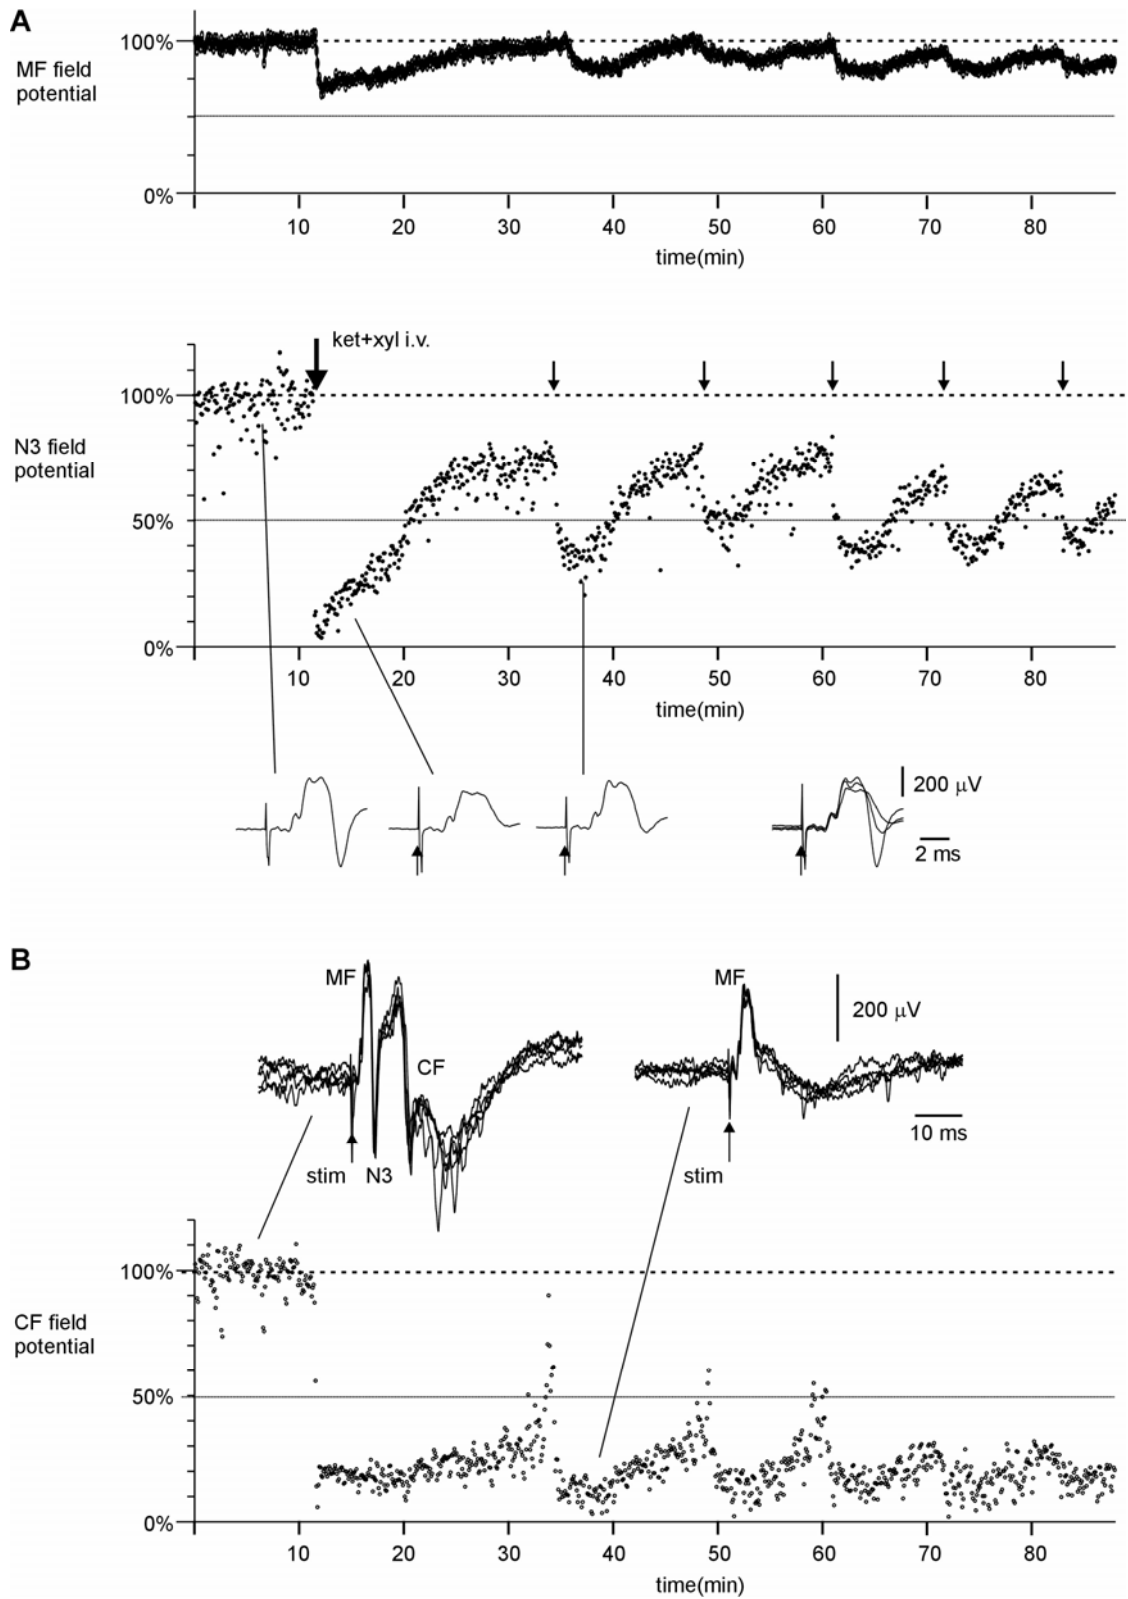 A
100%
MF field
potential
0%
10 20 30 40 50 60 70 80
time(min)
ket+xyl i.v.
100%
N3 field
potential
50%
0%
10 20 30 40 50 60 70 80
time(min)
200 μV
2 ms
B
MF
CF
stim
N3
MF
200 μV
10 ms
stim
100%
CF field
potential
50%
0%
10 20 30 40 50 60 70 80
time(min)